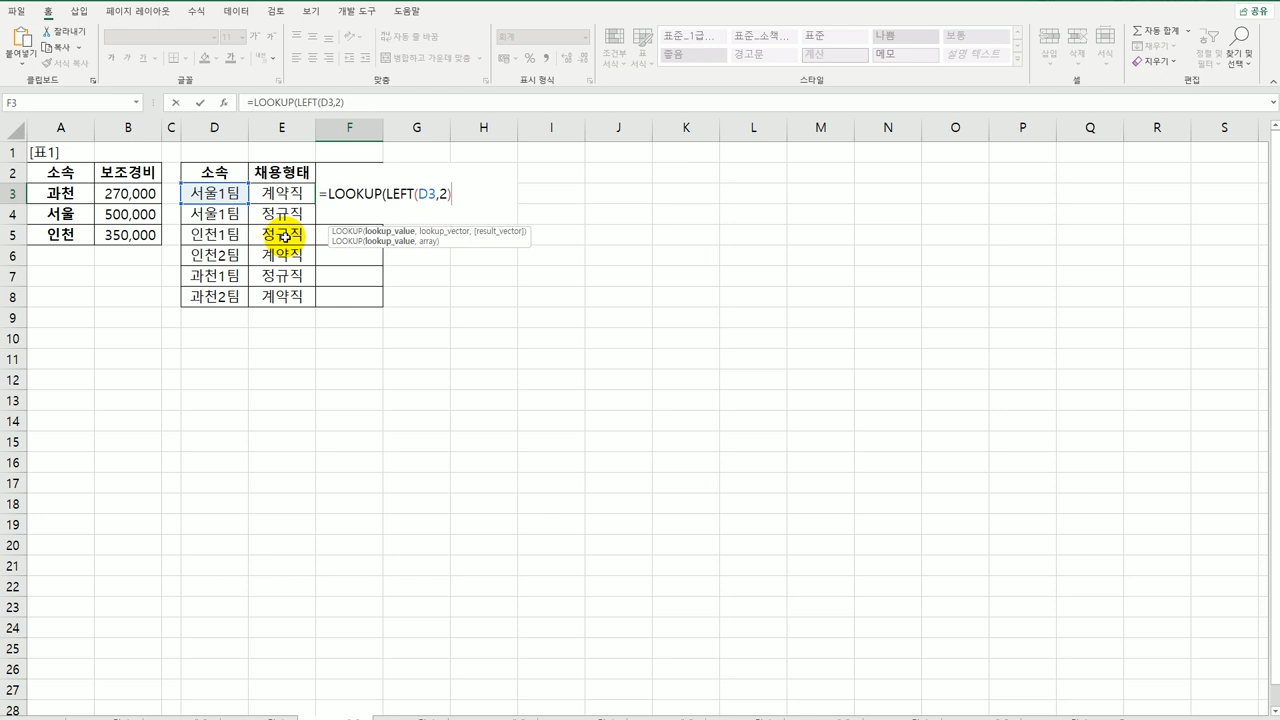 파일 홈 삽입 페이지 레이아웃 수식 데이터 검토 보기 개발 도구 도움말 공유
붙여넣기 잘라내기 복사 서식 복사
11 가 가 가 가 가 가
자동 줄 바꿈
병합하고 가운데 맞춤
회계
조건부 서식 표 서식
표준_1급... 표준_소책... 표준 나쁨 보통
좋음 경고문 계산 메모 설명 텍스트
삽입 삭제 서식
자동 합계 채우기 지우기
정렬 및 필터 찾기 및 선택
클립보드 글꼴 맞춤 표시 형식 스타일 셀 편집
F3 fx =LOOKUP(LEFT(D3,2)
A B C D E F G H I J K L M N O P Q R S
1 [표1]
2 소속 보조경비 소속 채용형태
3 과천 270,000 서울1팀 계약직 =LOOKUP(LEFT(D3,2)
4 서울 500,000 서울1팀 정규직
LOOKUP(lookup_value, lookup_vector, [result_vector])
LOOKUP(lookup_value, array)
5 인천 350,000 인천1팀 정규직
6 인천2팀 계약직
7 과천1팀 정규직
8 과천2팀 계약직
9
10
11
12
13
14
15
16
17
18
19
20
21
22
23
24
25
26
27
28